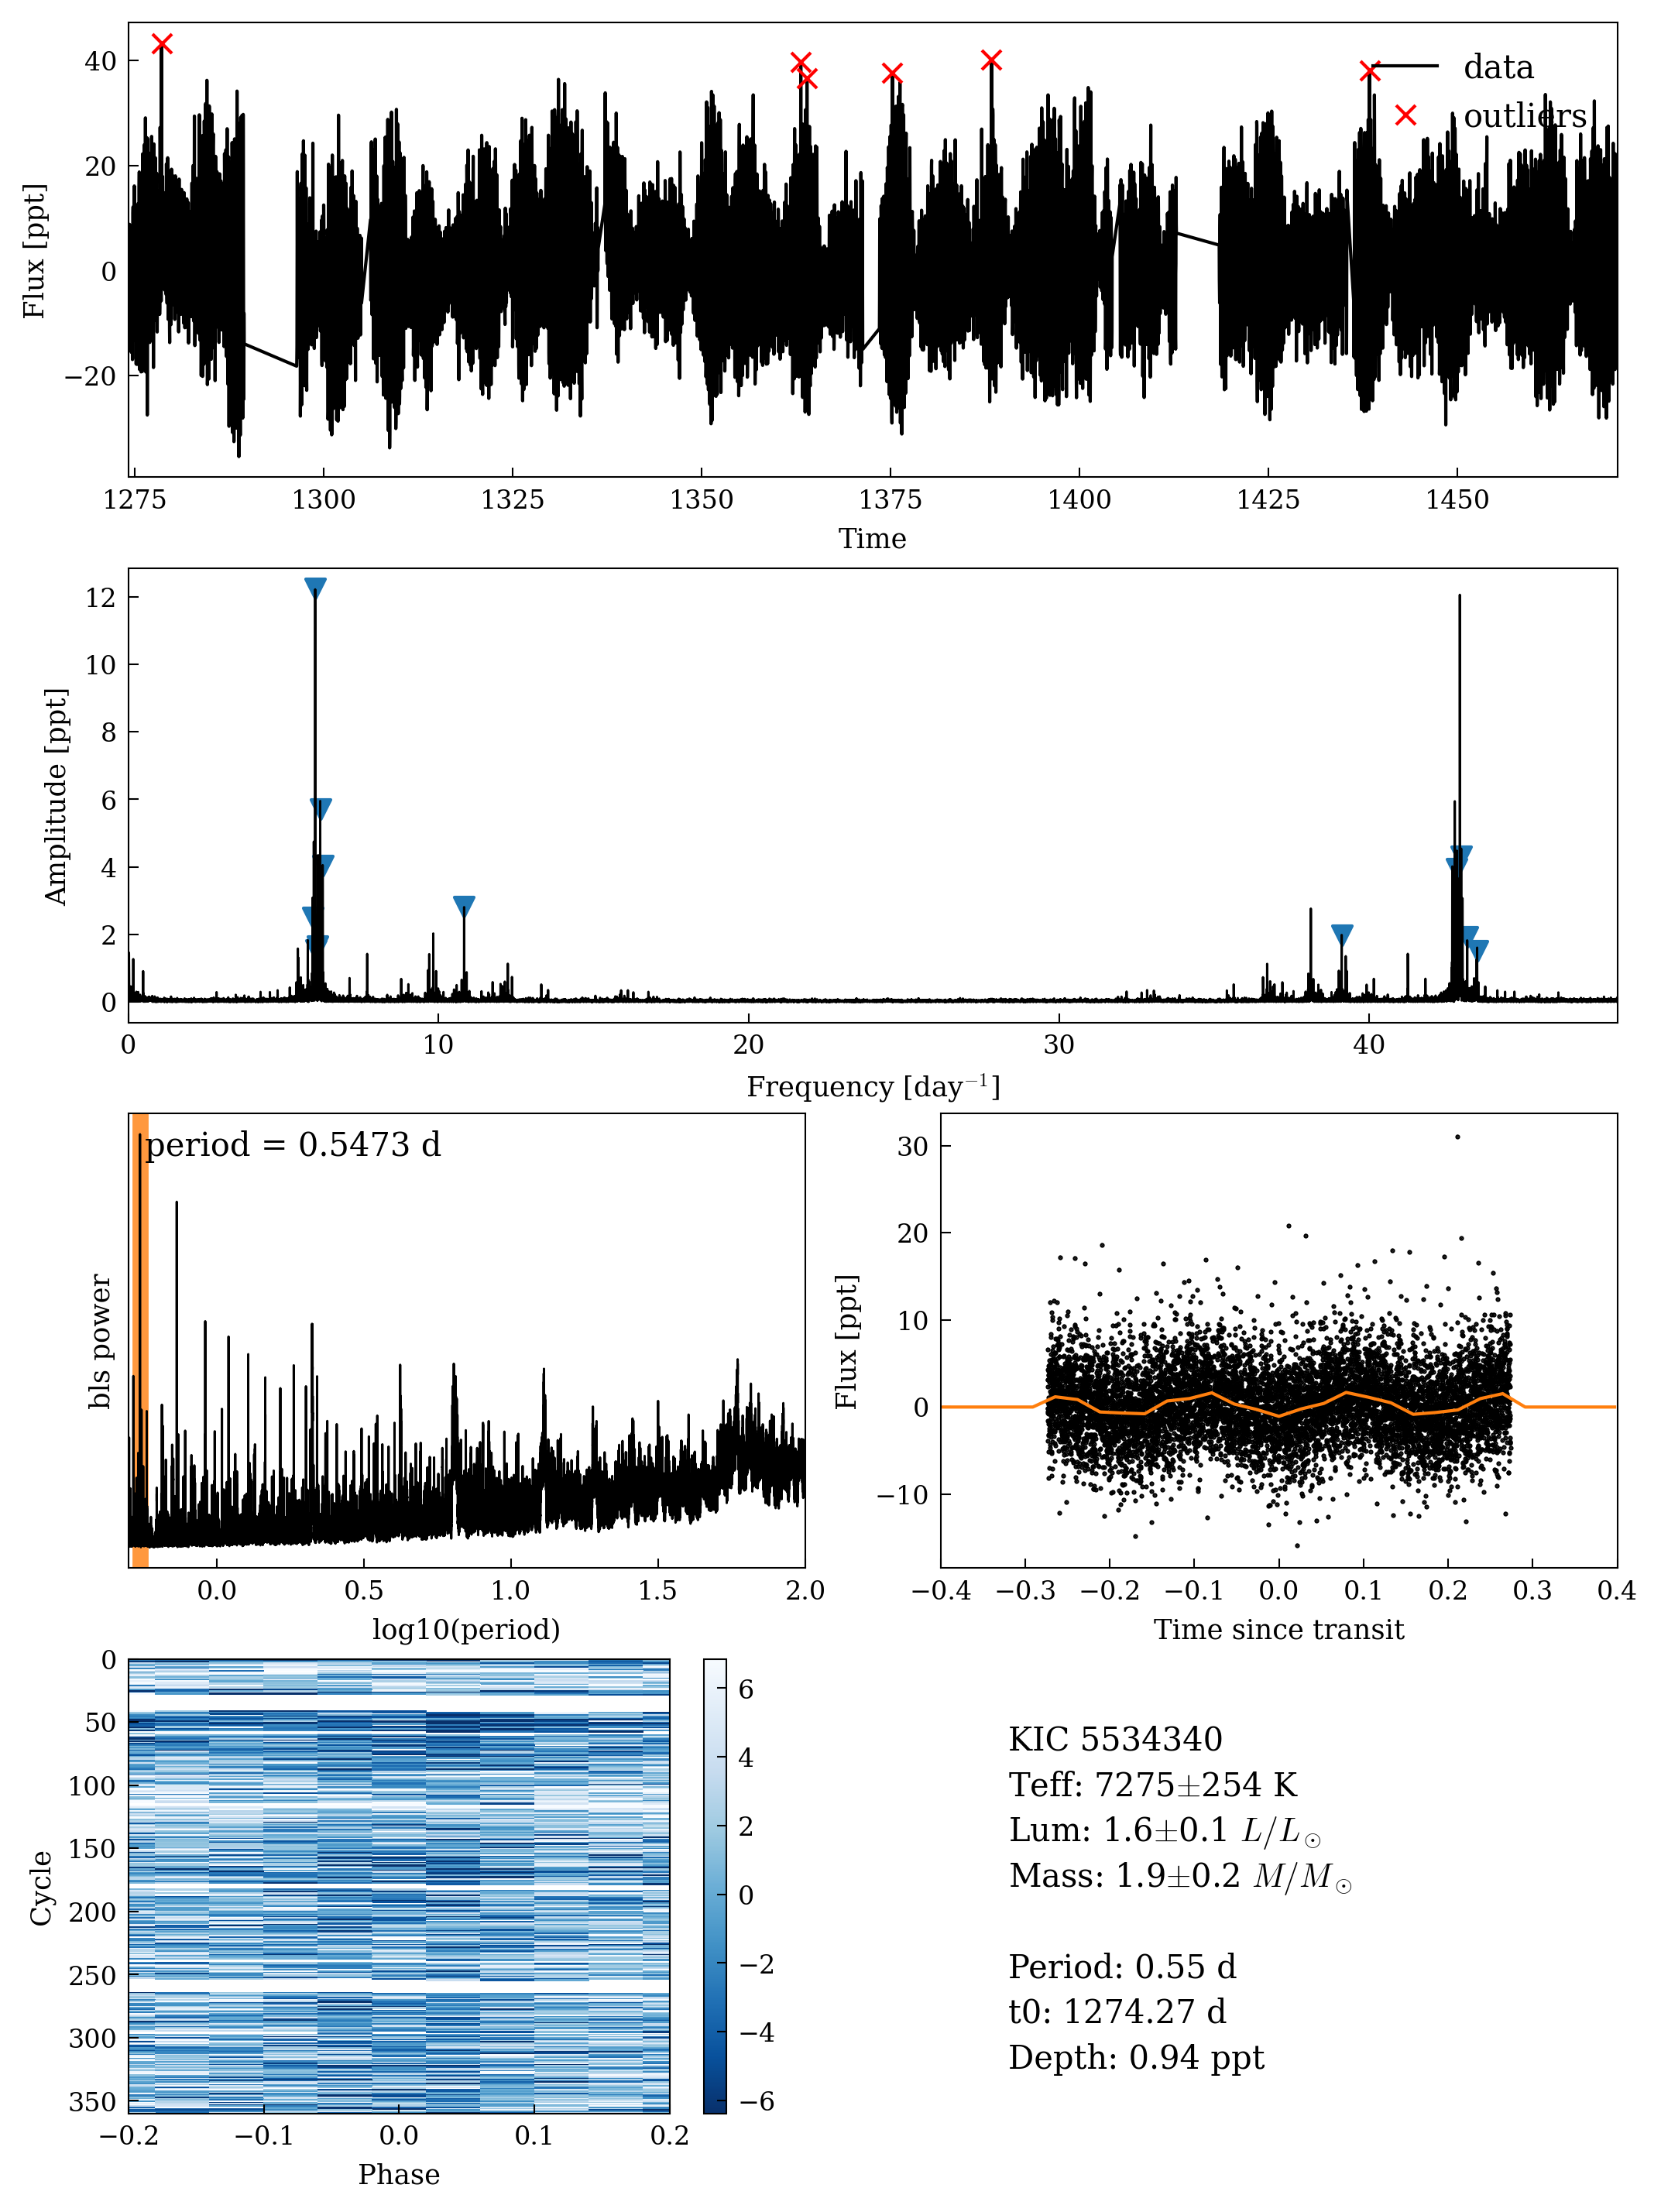 40
20
0
−20
Flux [ppt]
data
outliers
1275 1300 1325 1350 1375 1400 1425 1450
Time
12
10
8
6
4
2
0
Amplitude [ppt]
0 10 20 30 40
Frequency [day⁻¹]
period = 0.5473 d
bls power
0.0 0.5 1.0 1.5 2.0
log10(period)
30
20
10
0
−10
Flux [ppt]
−0.4 −0.3 −0.2 −0.1 0.0 0.1 0.2 0.3 0.4
Time since transit
0
50
100
150
200
250
300
350
Cycle
−0.2 −0.1 0.0 0.1 0.2
Phase
6
4
2
0
−2
−4
−6
KIC 5534340
Teff: 7275±254 K
Lum: 1.6±0.1 L/L⊙
Mass: 1.9±0.2 M/M⊙
Period: 0.55 d
t0: 1274.27 d
Depth: 0.94 ppt